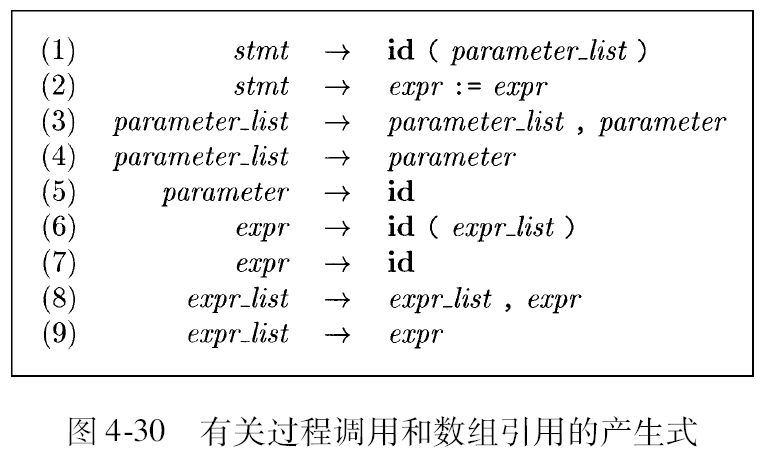 (1) stmt → id ( parameter_list )
(2) stmt → expr := expr
(3) parameter_list → parameter_list , parameter
(4) parameter_list → parameter
(5) parameter → id
(6) expr → id ( expr_list )
(7) expr → id
(8) expr_list → expr_list , expr
(9) expr_list → expr
图 4-30 有关过程调用和数组引用的产生式